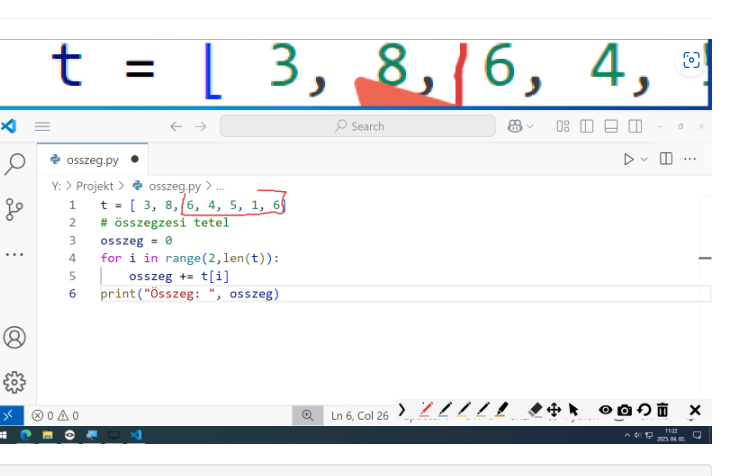 t = [ 3, 8, 6, 4,
Search
osszeg.py
Y: > Projekt > osszeg.py > ...
1 t = [ 3, 8, 6, 4, 5, 1, 6]
2 # összegzesi tetel
3 osszeg = 0
4 for i in range(2,len(t)):
5 osszeg += t[i]
6 print("Összeg: ", osszeg)
0 0
Ln 6, Col 26
11:22
2025. 04. 02.